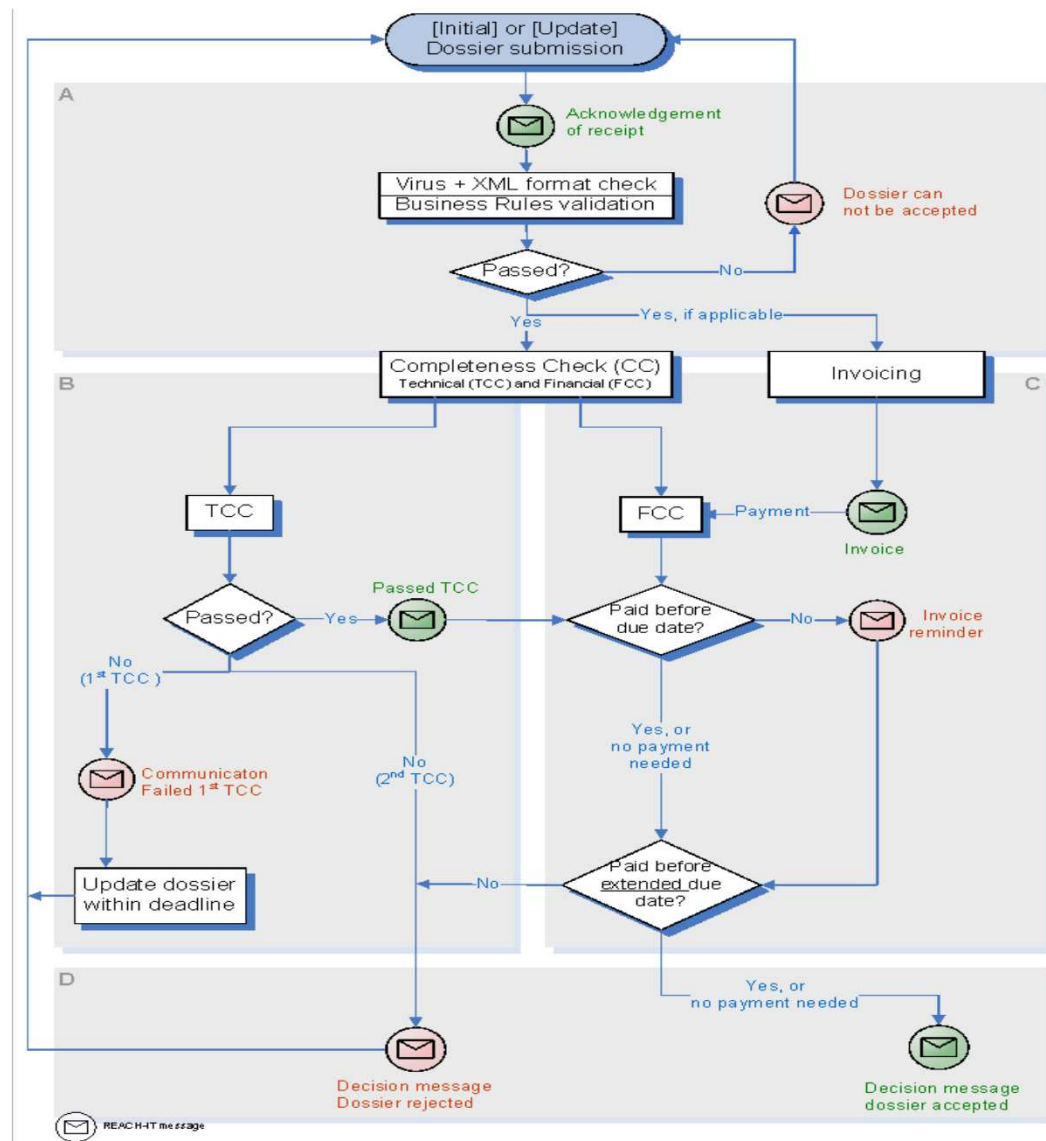 [Initial] or [Update]
Dossier submission
A
Acknowledgement
of receipt
Virus + XML format check
Business Rules validation
Dossier can
not be accepted
Passed?
No
Yes
Yes, if applicable
Completeness Check (CC)
Technical (TCC) and Financial (FCC)
Invoicing
B
C
TCC
FCC
Payment
Invoice
Passed TCC
Passed?
Yes
Paid before
due date?
No
Invoice
reminder
No
(1st TCC )
Yes, or
no payment
needed
No
(2nd TCC)
Communicaton
Failed 1st TCC
Update dossier
within deadline
No
Paid before
extended due
date?
D
Yes, or
no payment needed
Decision message
Dossier rejected
Decision message
dossier accepted
REACH-IT message